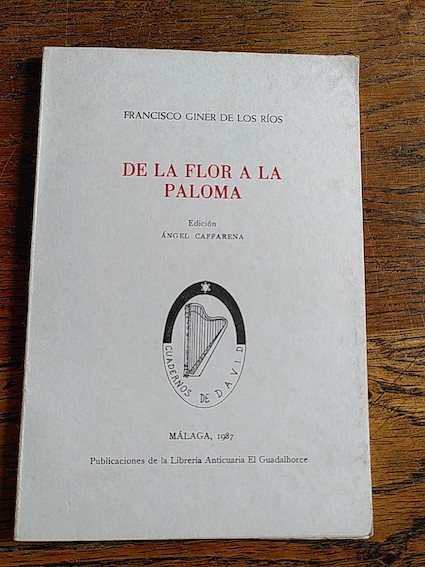 FRANCISCO GINER DE LOS RÍOS
DE LA FLOR A LA
PALOMA
Edición
ÁNGEL CAFFARENA
CUADERNOS DE DAVID
MÁLAGA, 1987
Publicaciones de la Librería Anticuaria El Guadalhorce